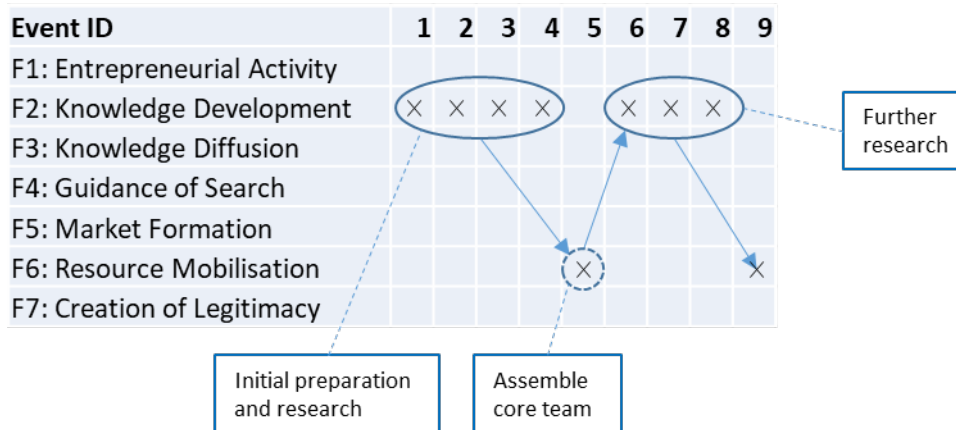 Event ID 1 2 3 4 5 6 7 8 9
F1: Entrepreneurial Activity
F2: Knowledge Development X X X X X X X
F3: Knowledge Diffusion
F4: Guidance of Search
F5: Market Formation
F6: Resource Mobilisation X X
F7: Creation of Legitimacy
Further
research
Initial preparation
and research
Assemble
core team